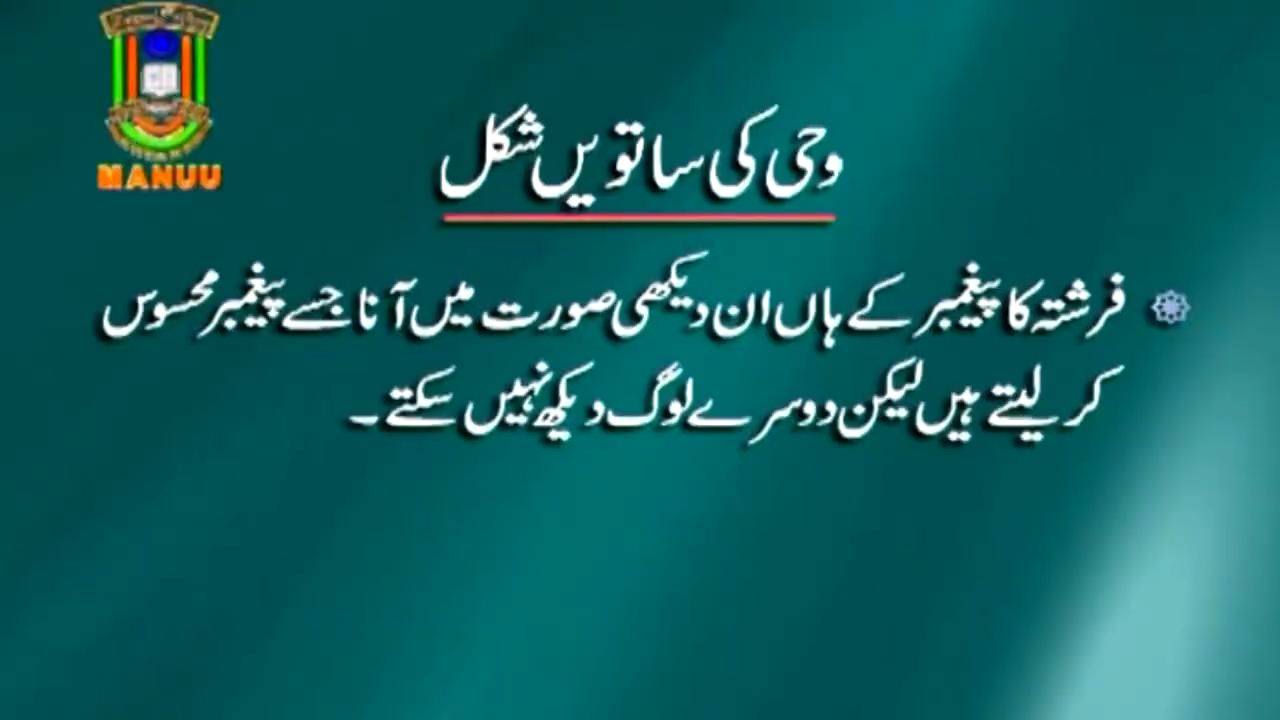 MANUU
وحی کی ساتویں شکل
فرشتہ کا پیغمبر کے ہاں ان دیکھی صورت میں آنا جسے پیغمبر محسوس
کر لیتے ہیں لیکن دوسرے لوگ دیکھ نہیں سکتے۔